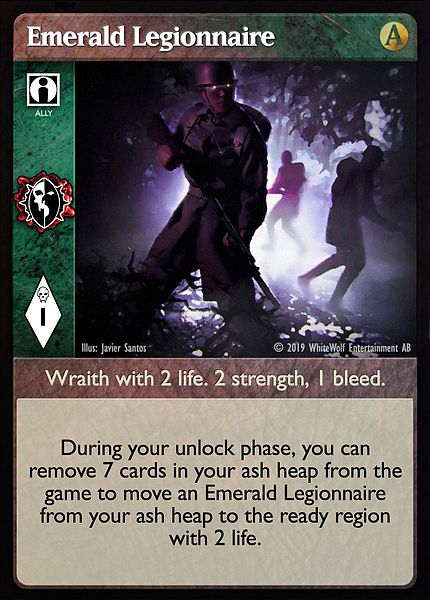 Emerald Legionnaire
A
ALLY
1
Illus: Javier Santos
© 2019 WhiteWolf Entertainment AB
Wraith with 2 life. 2 strength, 1 bleed.
During your unlock phase, you can
remove 7 cards in your ash heap from the
game to move an Emerald Legionnaire
from your ash heap to the ready region
with 2 life.